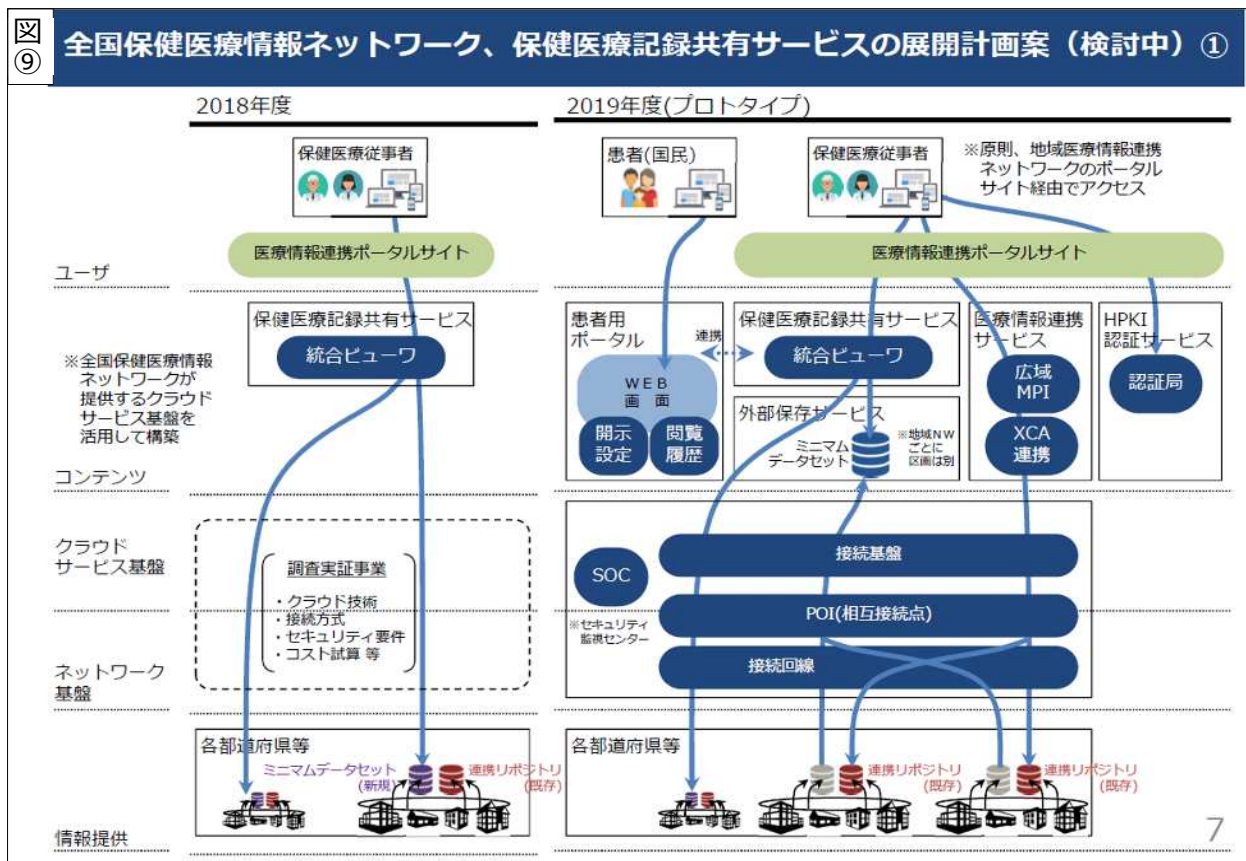 図
⑨
全国保健医療情報ネットワーク、保健医療記録共有サービスの展開計画案（検討中）①
2018年度
2019年度(プロトタイプ)
保健医療従事者
患者(国民)
保健医療従事者
※原則、地域医療情報連携
ネットワークのポータル
サイト経由でアクセス
医療情報連携ポータルサイト
医療情報連携ポータルサイト
ユーザ
保健医療記録共有サービス
統合ビューワ
※全国保健医療情報
ネットワークが
提供するクラウド
サービス基盤を
活用して構築
患者用
ポータル
連携
WEB
画面
開示
設定
閲覧
履歴
保健医療記録共有サービス
統合ビューワ
外部保存サービス
ミニマム
データセット
※地域NW
ごとに
区画は別
医療情報連携
サービス
広域
MPI
XCA
連携
HPKI
認証サービス
認証局
コンテンツ
クラウド
サービス基盤
調査実証事業
・クラウド技術
・接続方式
・セキュリティ要件
・コスト試算 等
SOC
※セキュリティ
監視センター
接続基盤
POI(相互接続点)
接続回線
ネットワーク
基盤
各都道府県等
ミニマムデータセット
(新規)
連携リポジトリ
(既存)
各都道府県等
連携リポジトリ
(既存)
連携リポジトリ
(既存)
情報提供
7